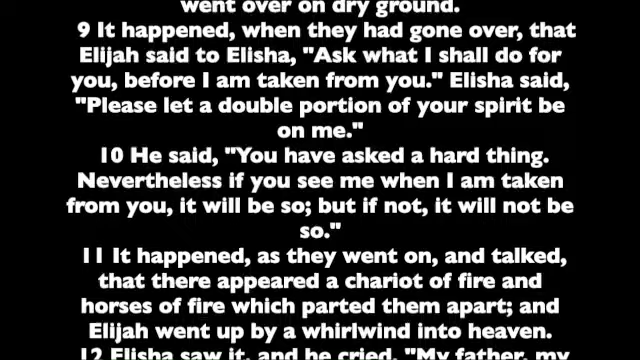 went over on dry ground.
9 It happened, when they had gone over, that
Elijah said to Elisha, "Ask what I shall do for
you, before I am taken from you." Elisha said,
"Please let a double portion of your spirit be
on me."
10 He said, "You have asked a hard thing.
Nevertheless if you see me when I am taken
from you, it will be so; but if not, it will not be
so."
11 It happened, as they went on, and talked,
that there appeared a chariot of fire and
horses of fire which parted them apart; and
Elijah went up by a whirlwind into heaven.
12 Elisha saw it, and he cried, "My father, my